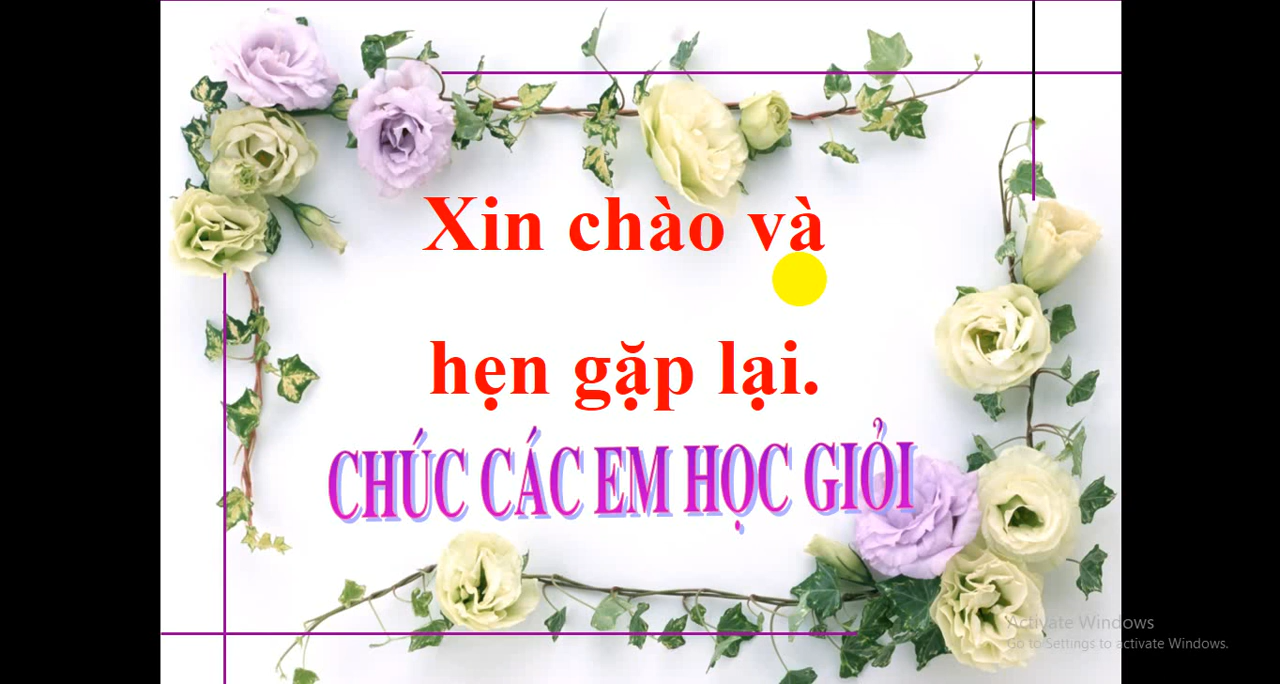 Xin chào và
hẹn gặp lại.
CHÚC CÁC EM HỌC GIỎI
Activate Windows
Go to Settings to activate Windows.